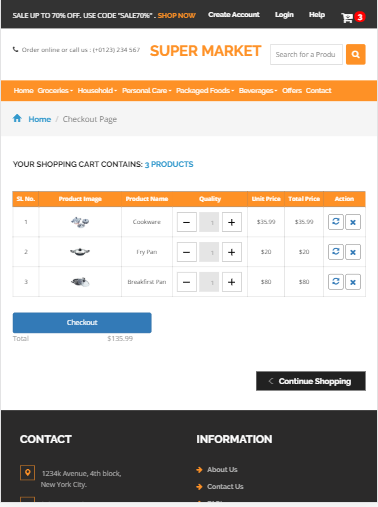 SALE UP TO 70% OFF. USE CODE "SALE70%" . SHOP NOW Create Account Login Help 3
Order online or call us : (+0123) 234 567 SUPER MARKET Search for a Prod
Home Groceries Household Personal Care Packaged Foods Beverages Offers Contact
Home / Checkout Page
YOUR SHOPPING CART CONTAINS: 3 PRODUCTS
SL No. Product Image Product Name Quality Unit Price Total Price Action
1 Cookware − 1 + $35.99 $35.99
2 Fry Pan − 1 + $20 $20
3 Breakfirst Pan − 1 + $80 $80
Checkout
Total $135.99
Continue Shopping
CONTACT INFORMATION
1234k Avenue, 4th block,
New York City.
About Us
Contact Us